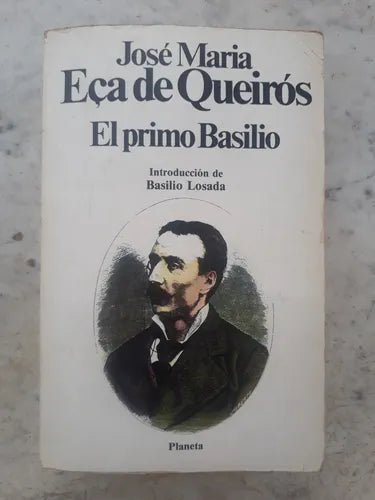 José Maria
Eça de Queirós
El primo Basilio
Introducción de
Basilio Losada
Planeta